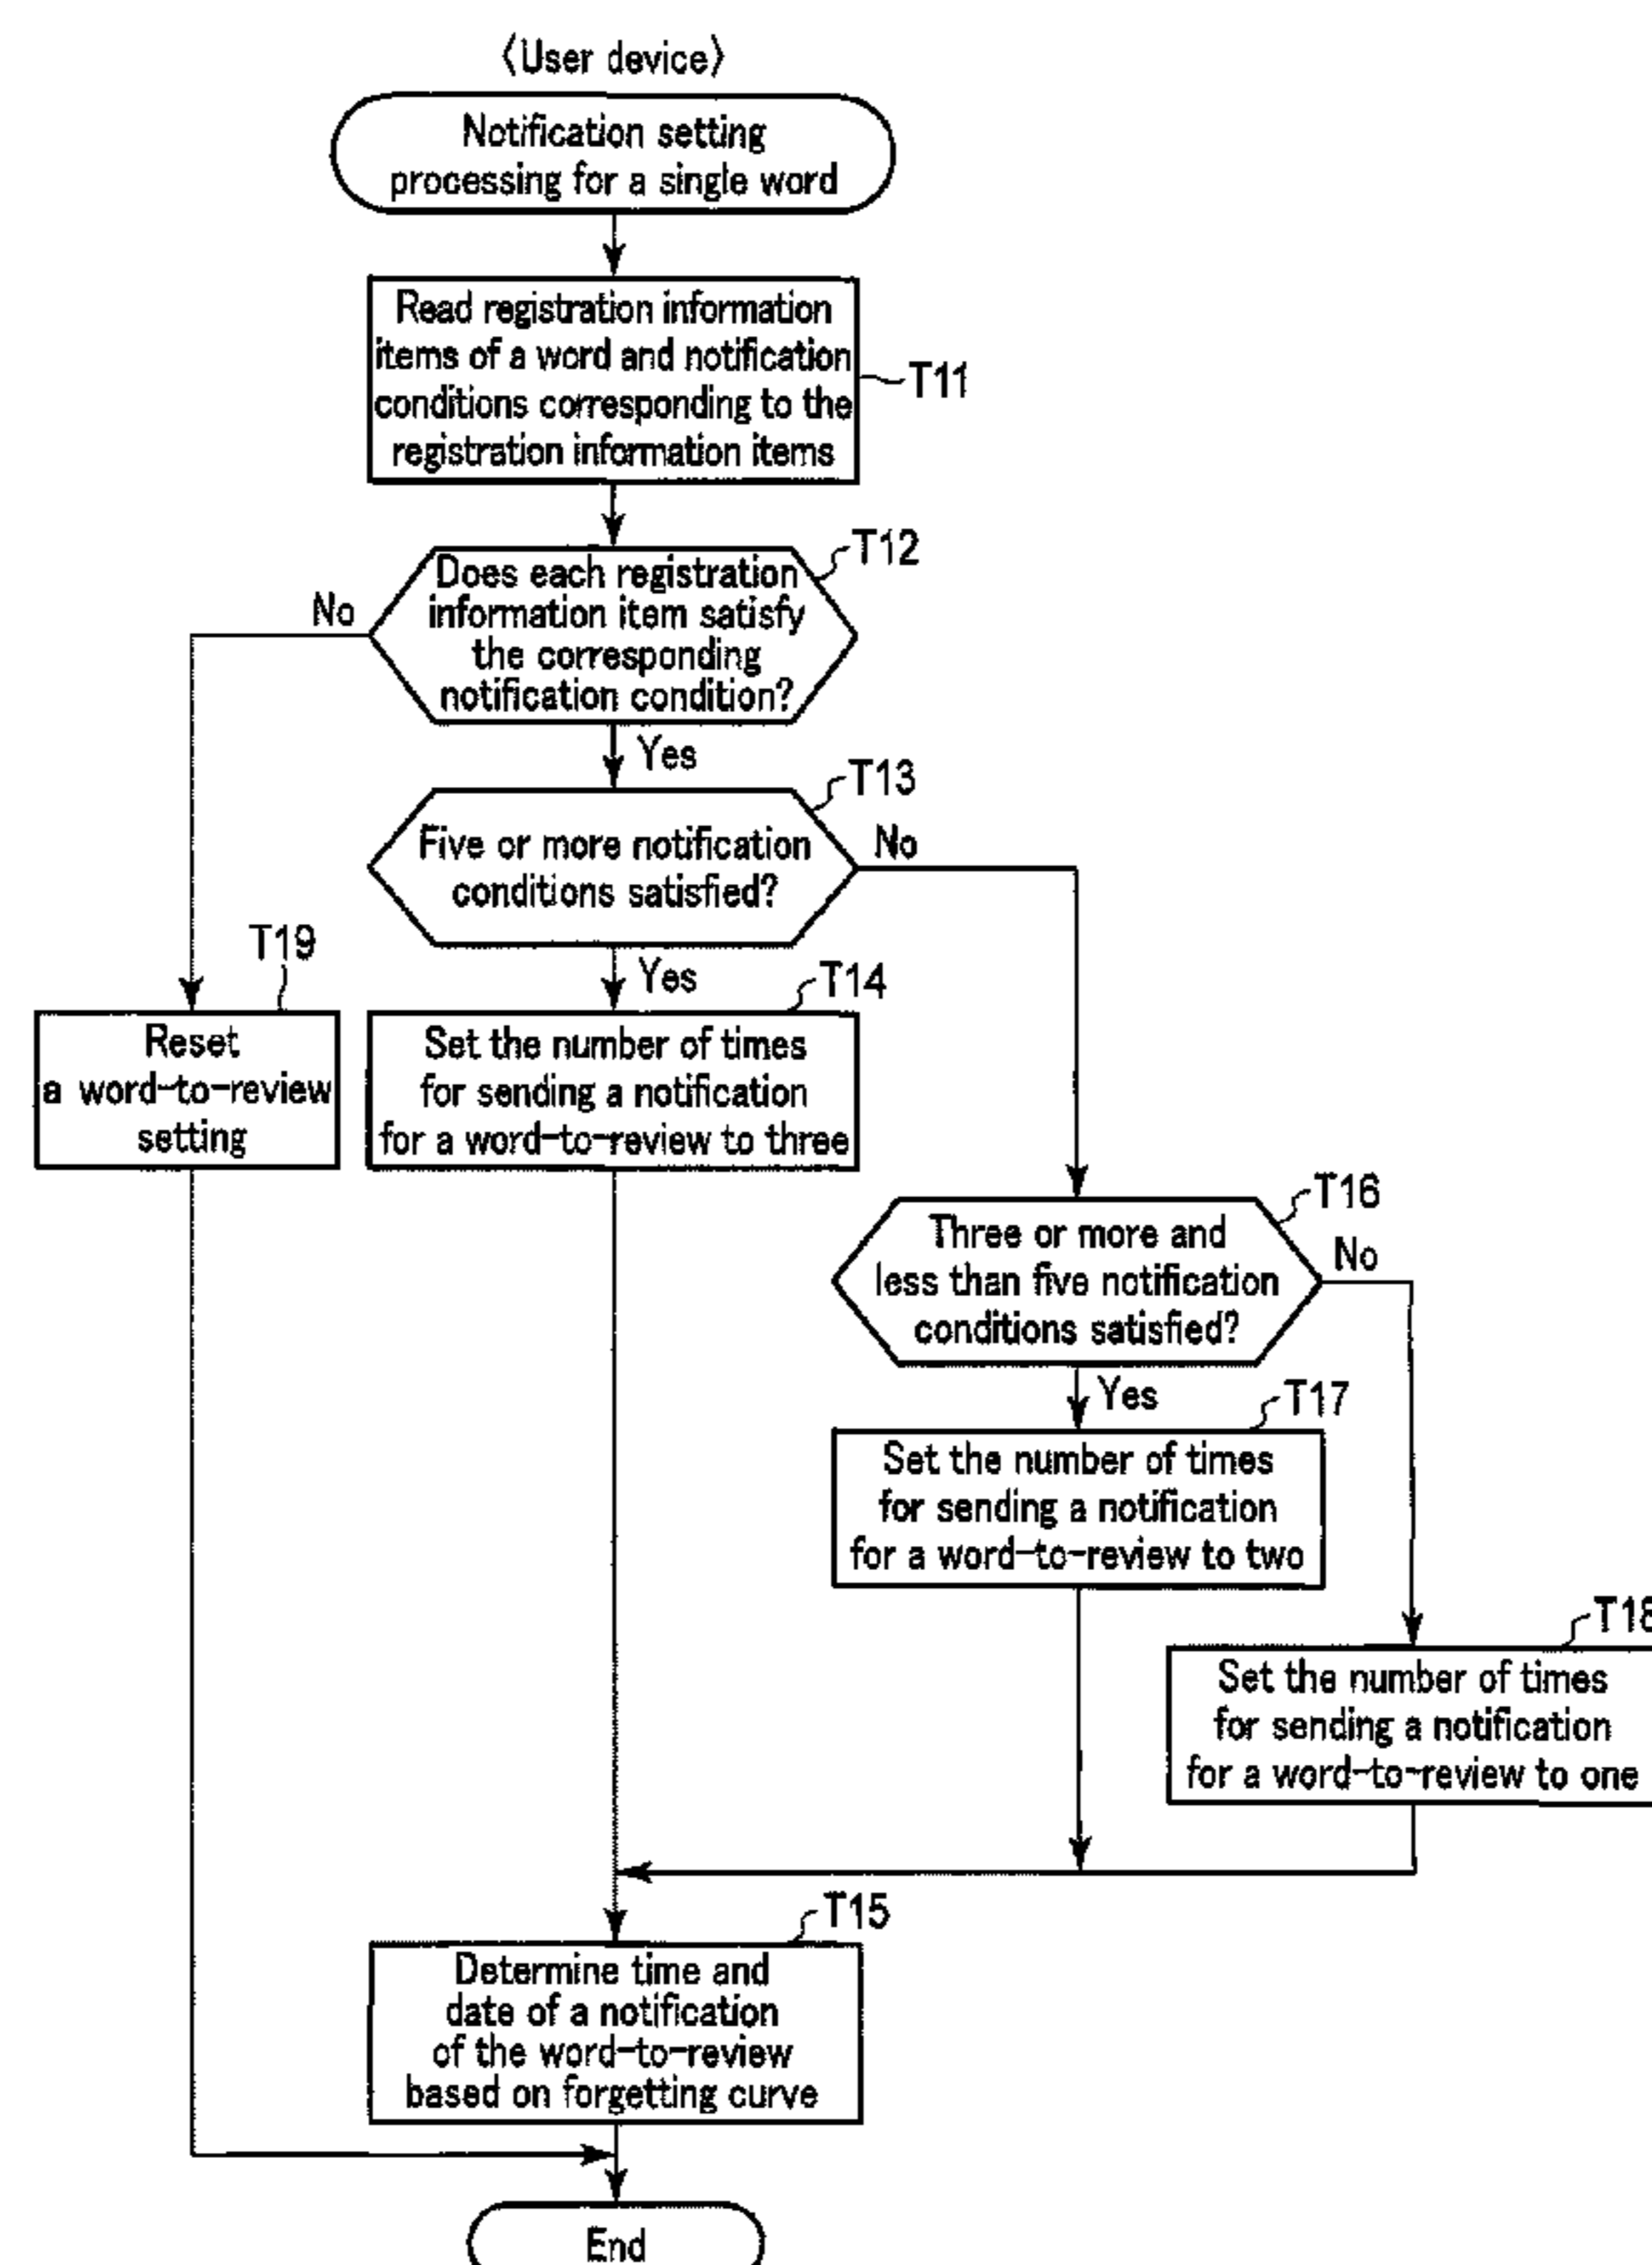 〈User device〉
Notification setting
processing for a single word
Read registration information
items of a word and notification
conditions corresponding to the
registration information items
T11
T12
Does each registration
information item satisfy
the corresponding
notification condition?
No
Yes
T13
Five or more notification
conditions satisfied?
No
Yes
T19
Reset
a word-to-review
setting
T14
Set the number of times
for sending a notification
for a word-to-review to three
T16
Three or more and
less than five notification
conditions satisfied?
No
Yes
T17
Set the number of times
for sending a notification
for a word-to-review to two
T18
Set the number of times
for sending a notification
for a word-to-review to one
T15
Determine time and
date of a notification
of the word-to-review
based on forgetting curve
End